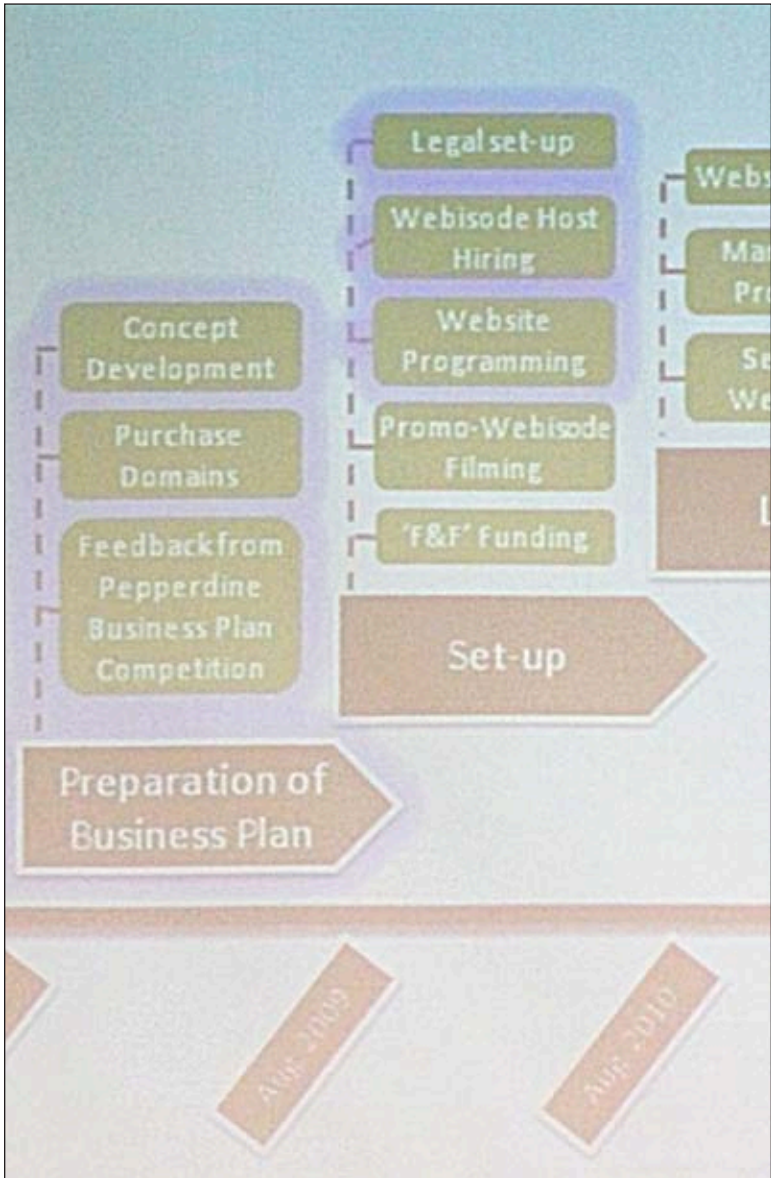 Legal set-up
Webisode Host
Hiring
Website
Programming
Promo-Webisode
Filming
'F&F' Funding
Set-up
Concept
Development
Purchase
Domains
Feedback from
Pepperdine
Business Plan
Competition
Preparation of
Business Plan
Aug 2009
Aug 2010